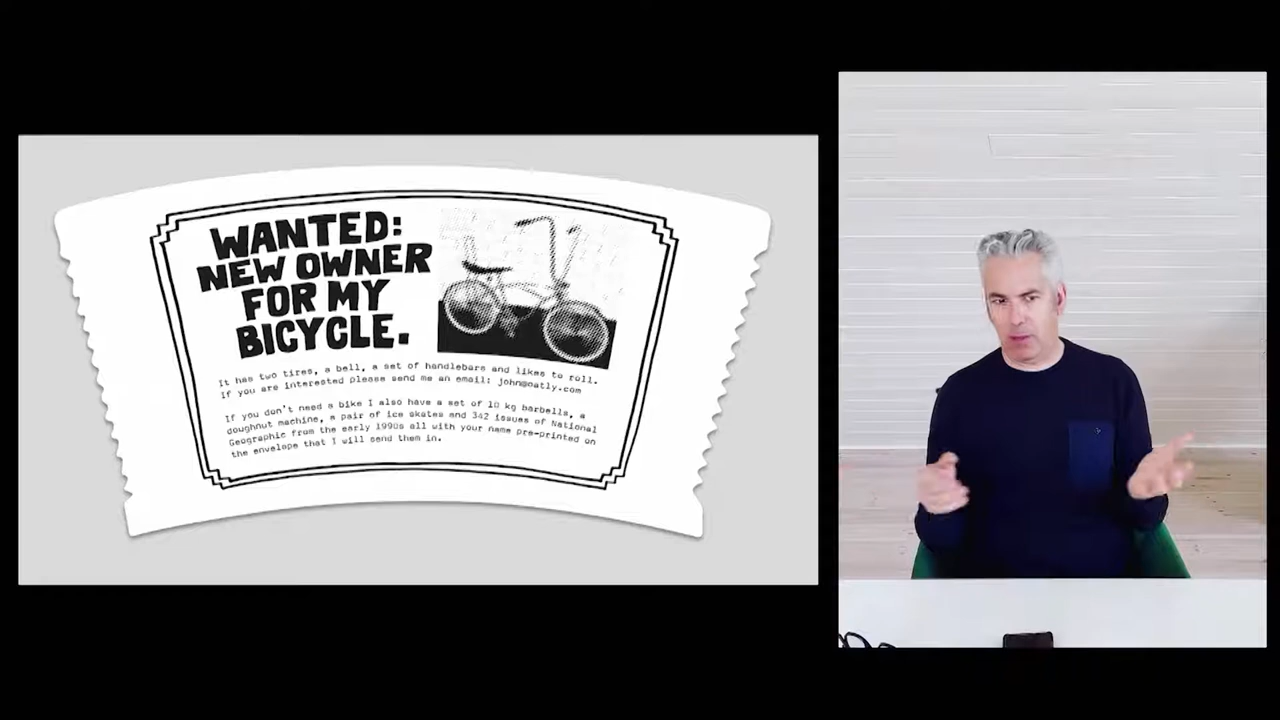 WANTED:
NEW OWNER
FOR MY
BICYCLE.
It has two tires, a bell, a set of handlebars and likes to roll.
If you are interested please send me an email: john@oatly.com
If you don't need a bike I also have a set of 10 kg barbells, a
doughnut machine, a pair of ice skates and 342 issues of National
Geographic from the early 1990s all with your name pre-printed on
the envelope that I will send them in.